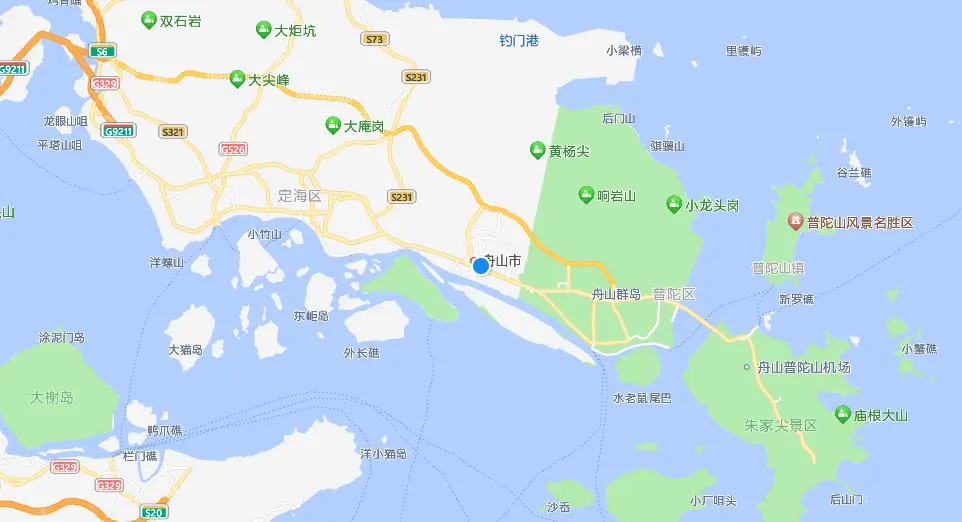 双石岩
大炬坑
S73
钓门港
小梁横
里镬屿
S6
G9211
G329
大尖峰
S231
龙眼山咀
平塔山咀
G9211
S321
G526
大庵岗
后门山
外镬屿
黄杨尖
骐骥山
谷兰礁
定海区
S231
响岩山
小龙头岗
普陀山风景名胜区
小竹山
洋螺山
舟山市
普陀山镇
舟山群岛
普陀区
新罗礁
东岠岛
涂泥门岛
大猫岛
外长礁
小蟹礁
舟山普陀山机场
大榭岛
水老鼠尾巴
庙根大山
朱家尖景区
鸭爪礁
栏门礁
洋小猫岛
G329
G329
S20
小厂咀头
后山门
沙峧